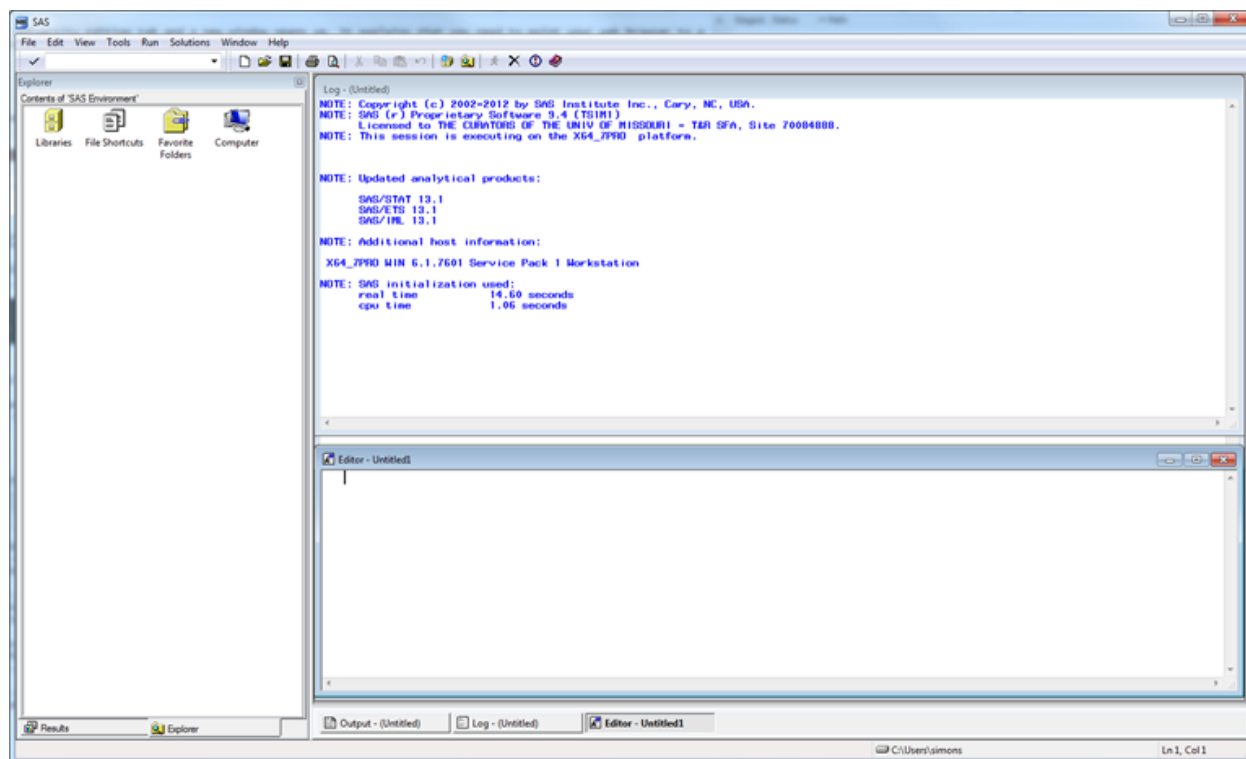 SAS
File Edit View Tools Run Solutions Window Help
Explorer
Contents of 'SAS Environment'
Libraries
File Shortcuts
Favorite Folders
Computer
Log - (Untitled)
NOTE: Copyright (c) 2002-2012 by SAS Institute Inc., Cary, NC, USA.
NOTE: SAS (r) Proprietary Software 9.4 (TS1M1)
Licensed to THE CURATORS OF THE UNIV OF MISSOURI - T&R SFA, Site 70084808.
NOTE: This session is executing on the X64_7PRO platform.
NOTE: Updated analytical products:
SAS/STAT 13.1
SAS/ETS 13.1
SAS/IML 13.1
NOTE: Additional host information:
X64_7PRO WIN 6.1.7601 Service Pack 1 Workstation
NOTE: SAS initialization used:
real time 14.60 seconds
cpu time 1.06 seconds
Editor - Untitled1
Results
Explorer
Output - (Untitled)
Log - (Untitled)
Editor - Untitled1
C:\Users\simons
Ln 1, Col 1